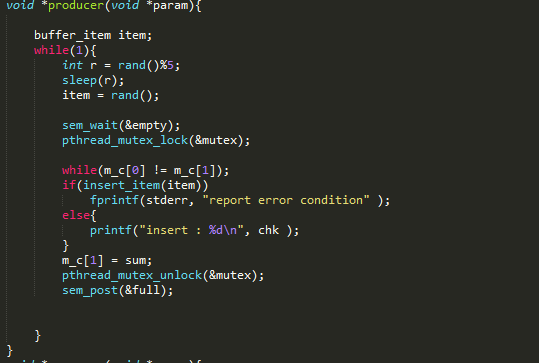 void *producer(void *param){
buffer_item item;
while(1){
int r = rand()%5;
sleep(r);
item = rand();
sem_wait(&empty);
pthread_mutex_lock(&mutex);
while(m_c[0] != m_c[1]);
if(insert_item(item))
fprintf(stderr, "report error condition" );
else{
printf("insert : %d\n", chk );
}
m_c[1] = sum;
pthread_mutex_unlock(&mutex);
sem_post(&full);
}
}